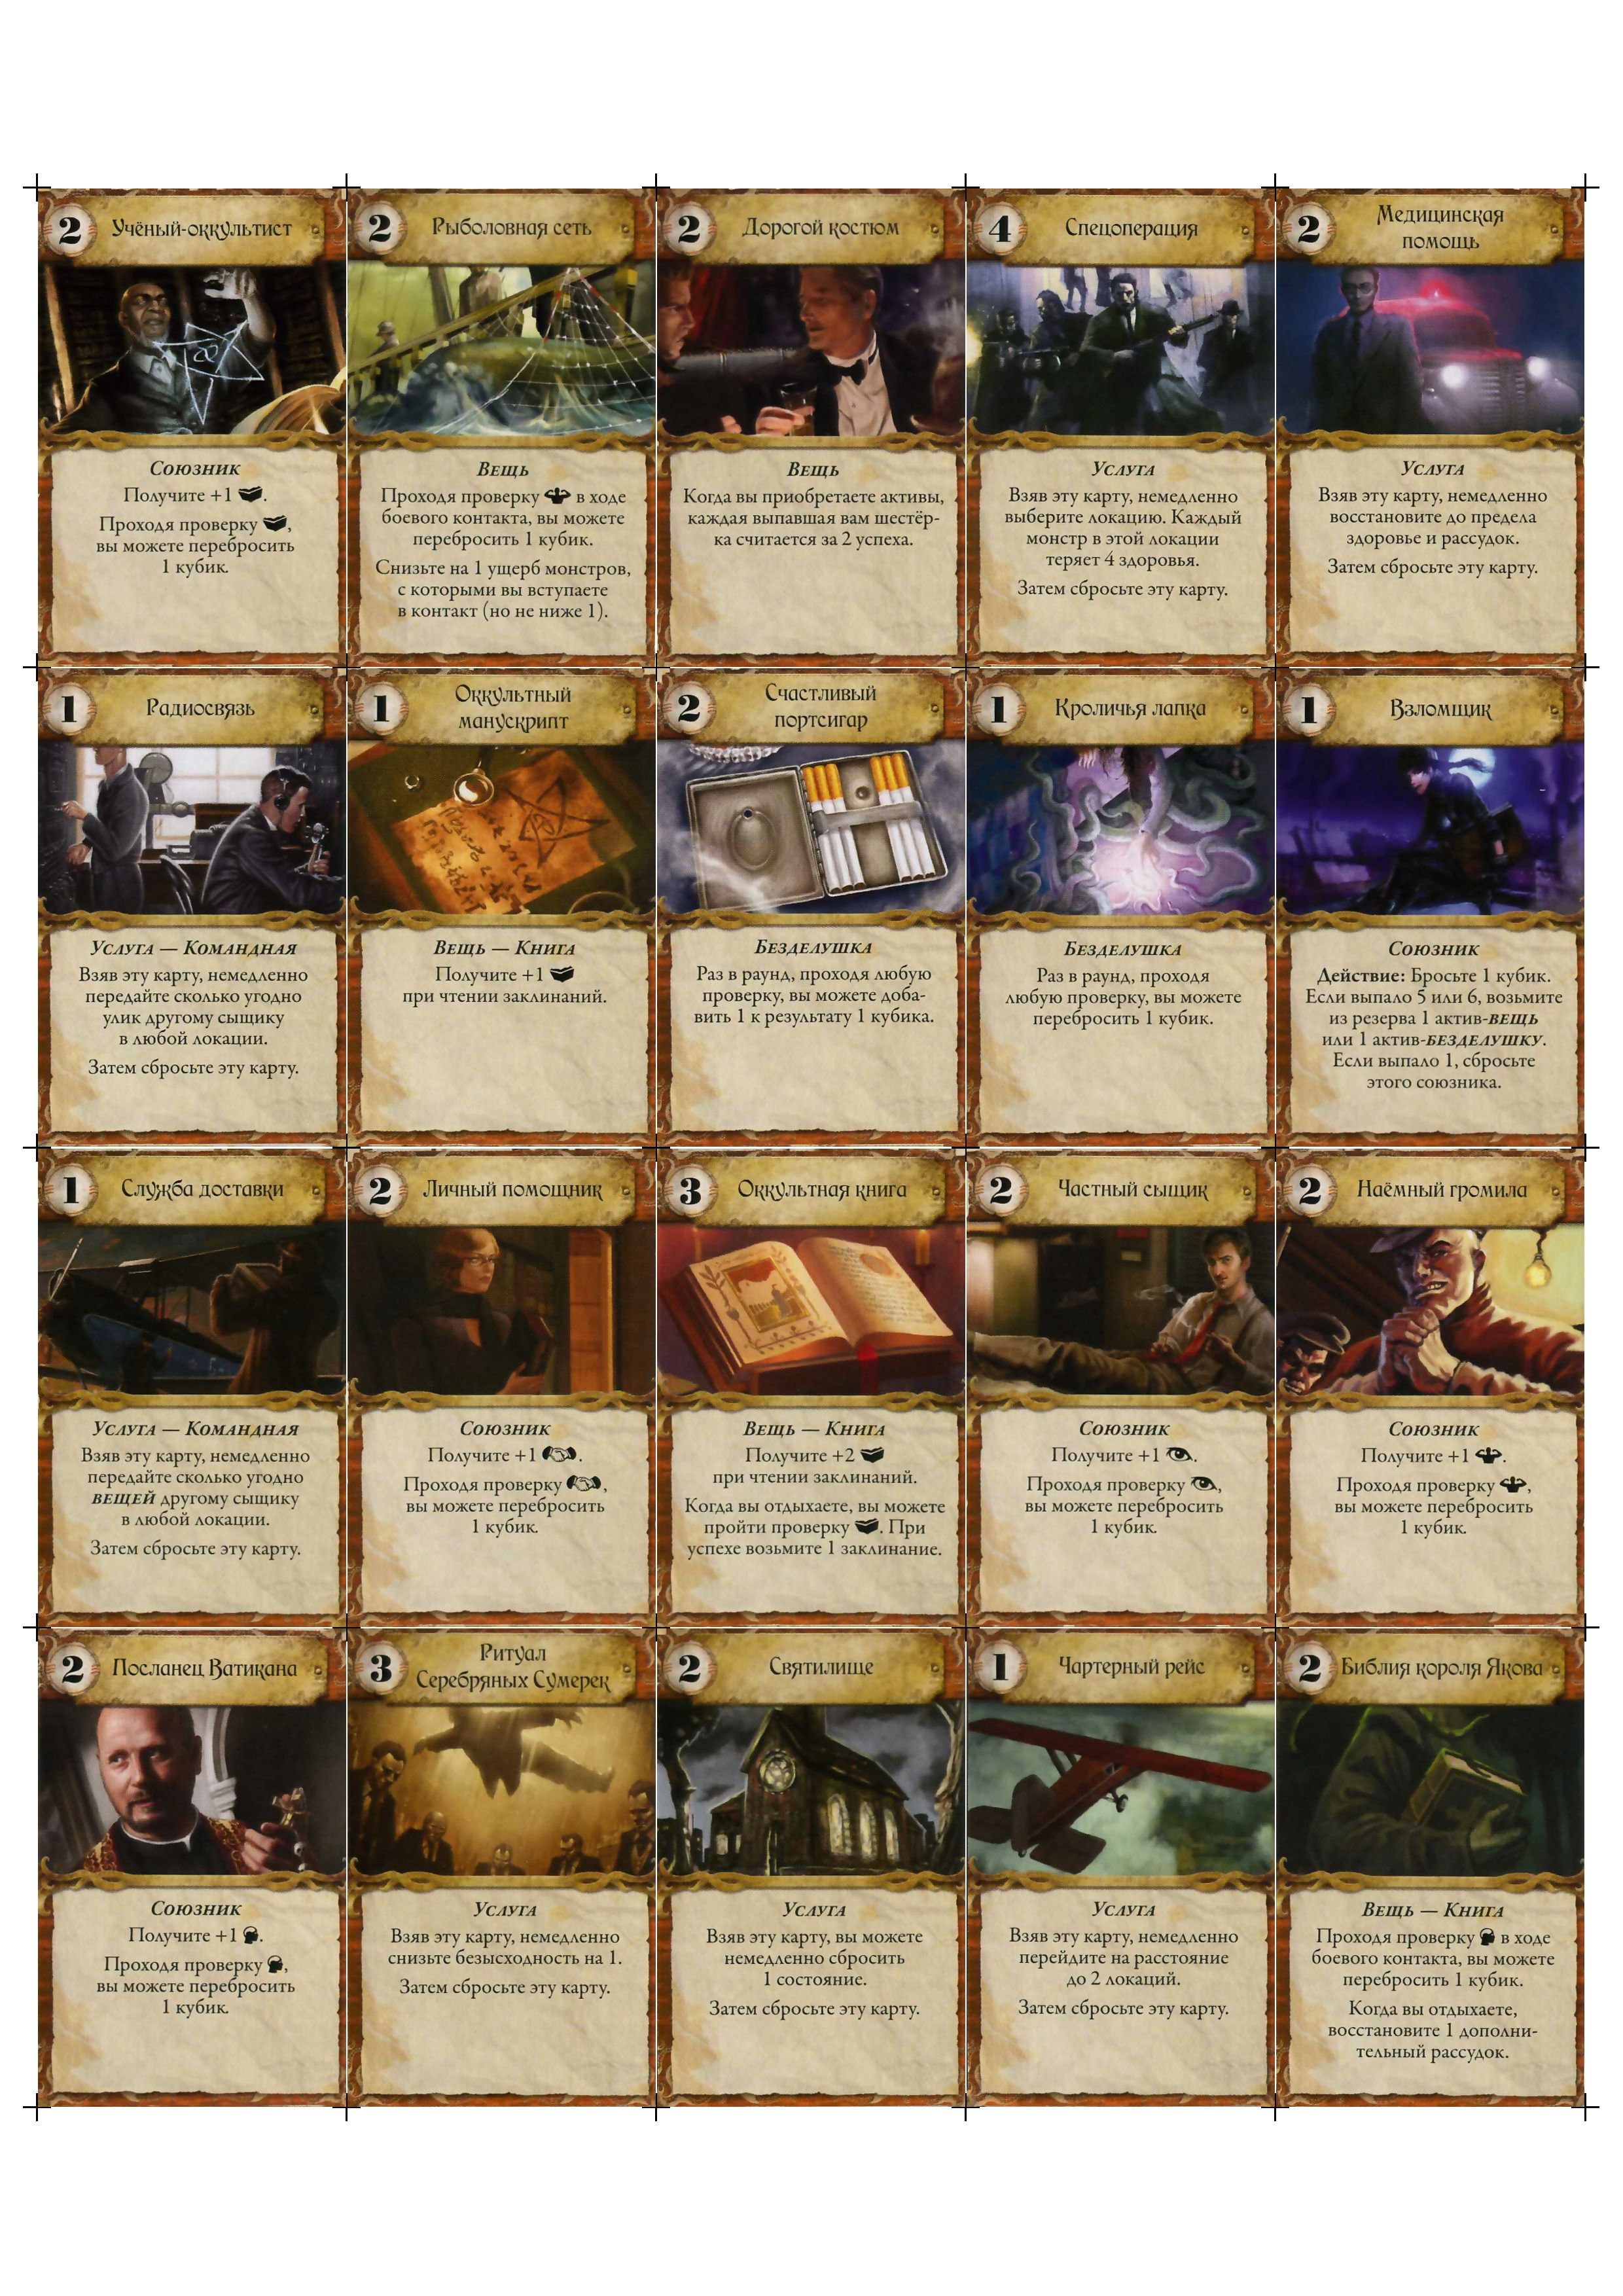 2
Учёный-оккультист
Союзник
Получите +1 .
Проходя проверку ,
вы можете перебросить
1 кубик.
2
Рыболовная сеть
Вещь
Проходя проверку в ходе
боевого контакта, вы можете
перебросить 1 кубик.
Снизьте на 1 ущерб монстров,
с которыми вы вступаете
в контакт (но не ниже 1).
2
Дорогой костюм
Вещь
Когда вы приобретаете активы,
каждая выпавшая вам шестёр-
ка считается за 2 успеха.
4
Спецоперация
Услуга
Взяв эту карту, немедленно
выберите локацию. Каждый
монстр в этой локации
теряет 4 здоровья.
Затем сбросьте эту карту.
2
Медицинская
помощь
Услуга
Взяв эту карту, немедленно
восстановите до предела
здоровье и рассудок.
Затем сбросьте эту карту.
1
Радиосвязь
Услуга — Командная
Взяв эту карту, немедленно
передайте сколько угодно
улик другому сыщику
в любой локации.
Затем сбросьте эту карту.
1
Оккультный
манускрипт
Вещь — Книга
Получите +1
при чтении заклинаний.
2
Счастливый
портсигар
Безделушка
Раз в раунд, проходя любую
проверку, вы можете доба-
вить 1 к результату 1 кубика.
1
Кроличья лапка
Безделушка
Раз в раунд, проходя
любую проверку, вы можете
перебросить 1 кубик.
1
Взломщик
Союзник
Действие: Бросьте 1 кубик.
Если выпало 5 или 6, возьмите
из резерва 1 актив-ВЕЩЬ
или 1 актив-БЕЗДЕЛУШКУ.
Если выпало 1, сбросьте
этого союзника.
1
Служба доставки
Услуга — Командная
Взяв эту карту, немедленно
передайте сколько угодно
ВЕЩЕЙ другому сыщику
в любой локации.
Затем сбросьте эту карту.
2
Личный помощник
Союзник
Получите +1 .
Проходя проверку ,
вы можете перебросить
1 кубик.
3
Оккультная книга
Вещь — Книга
Получите +2
при чтении заклинаний.
Когда вы отдыхаете, вы можете
пройти проверку . При
успехе возьмите 1 заклинание.
2
Частный сыщик
Союзник
Получите +1 .
Проходя проверку ,
вы можете перебросить
1 кубик.
2
Наёмный громила
Союзник
Получите +1 .
Проходя проверку ,
вы можете перебросить
1 кубик.
2
Посланец Ватикана
Союзник
Получите +1 .
Проходя проверку ,
вы можете перебросить
1 кубик.
3
Ритуал
Серебряных Сумерек
Услуга
Взяв эту карту, немедленно
снизьте безысходность на 1.
Затем сбросьте эту карту.
2
Святилище
Услуга
Взяв эту карту, вы можете
немедленно сбросить
1 состояние.
Затем сбросьте эту карту.
1
Чартерный рейс
Услуга
Взяв эту карту, немедленно
перейдите на расстояние
до 2 локаций.
Затем сбросьте эту карту.
2
Библия короля Якова
Вещь — Книга
Проходя проверку в ходе
боевого контакта, вы можете
перебросить 1 кубик.
Когда вы отдыхаете,
восстановите 1 дополни-
тельный рассудок.